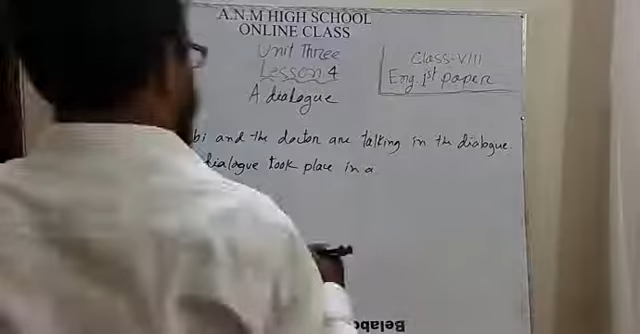 A.N.M HIGH SCHOOL
ONLINE CLASS
Unit Three
Lesson 4
A dialogue
Class-VIII
Eng. 1st paper
bi and the doctor are talking in the dialogue.
dialogue took place in a